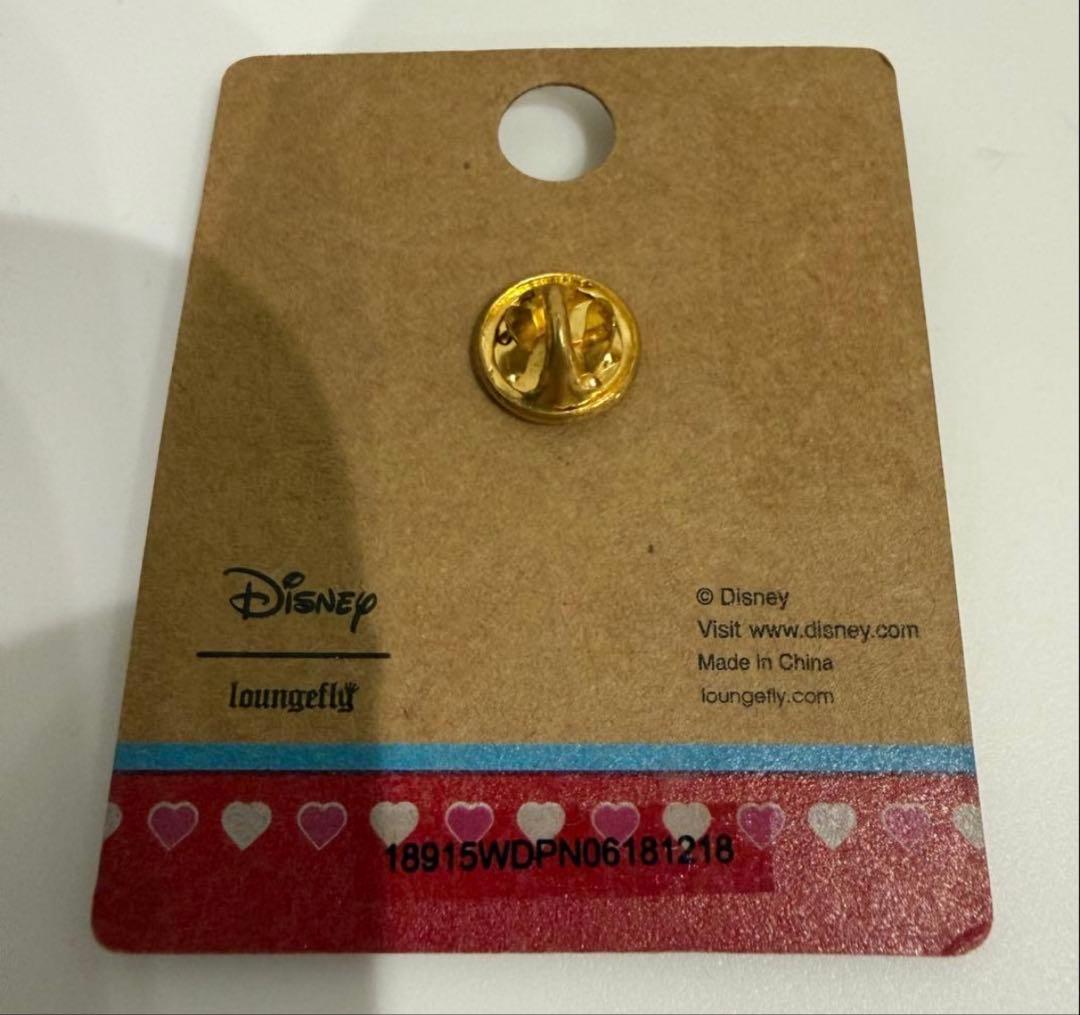 Disney
loungefly
© Disney
Visit www.disney.com
Made in China
loungefly.com
18915WDPN06181218